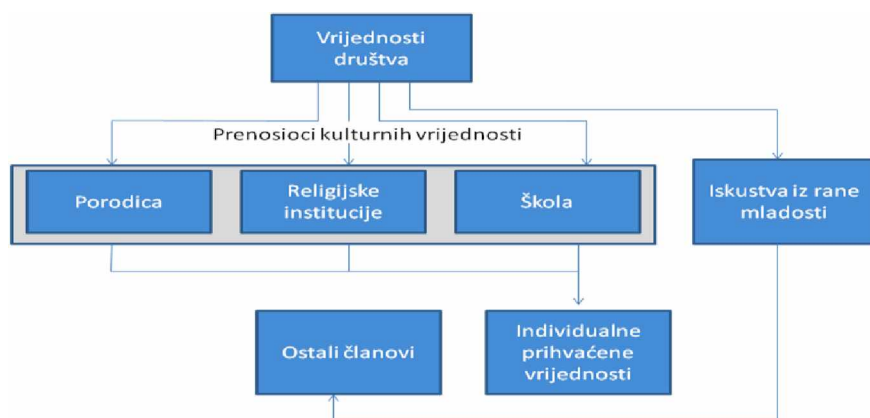 Vrijednosti
društva
Prenosioci kulturnih vrijednosti
Porodica
Religijske
institucije
Škola
Iskustva iz rane
mladosti
Ostali članovi
Individualne
prihvaćene
vrijednosti